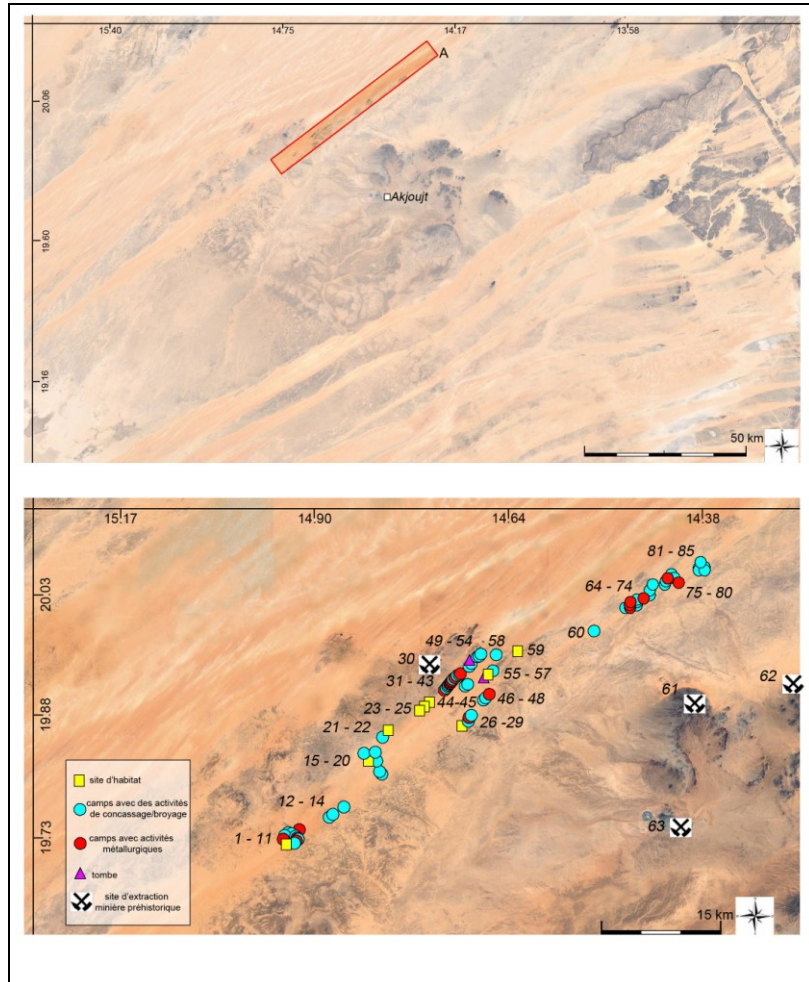 15.40
14.75
14.17
13.58
A
20.06
Akjoujt
19.60
19.16
50 km
15.17
14.90
14.64
14.38
81 - 85
64 - 74
75 - 80
20.03
60
49 - 54
58
59
30
55 - 57
62
31 - 43
61
44-45
46 - 48
23 - 25
19.88
26 -29
21 - 22
15 - 20
site d'habitat
12 - 14
camps avec des activités
de concassage/broyage
63
1 - 11
19.73
camps avec activités
métallurgiques
tombe
site d'extraction
minière préhistorique
15 km